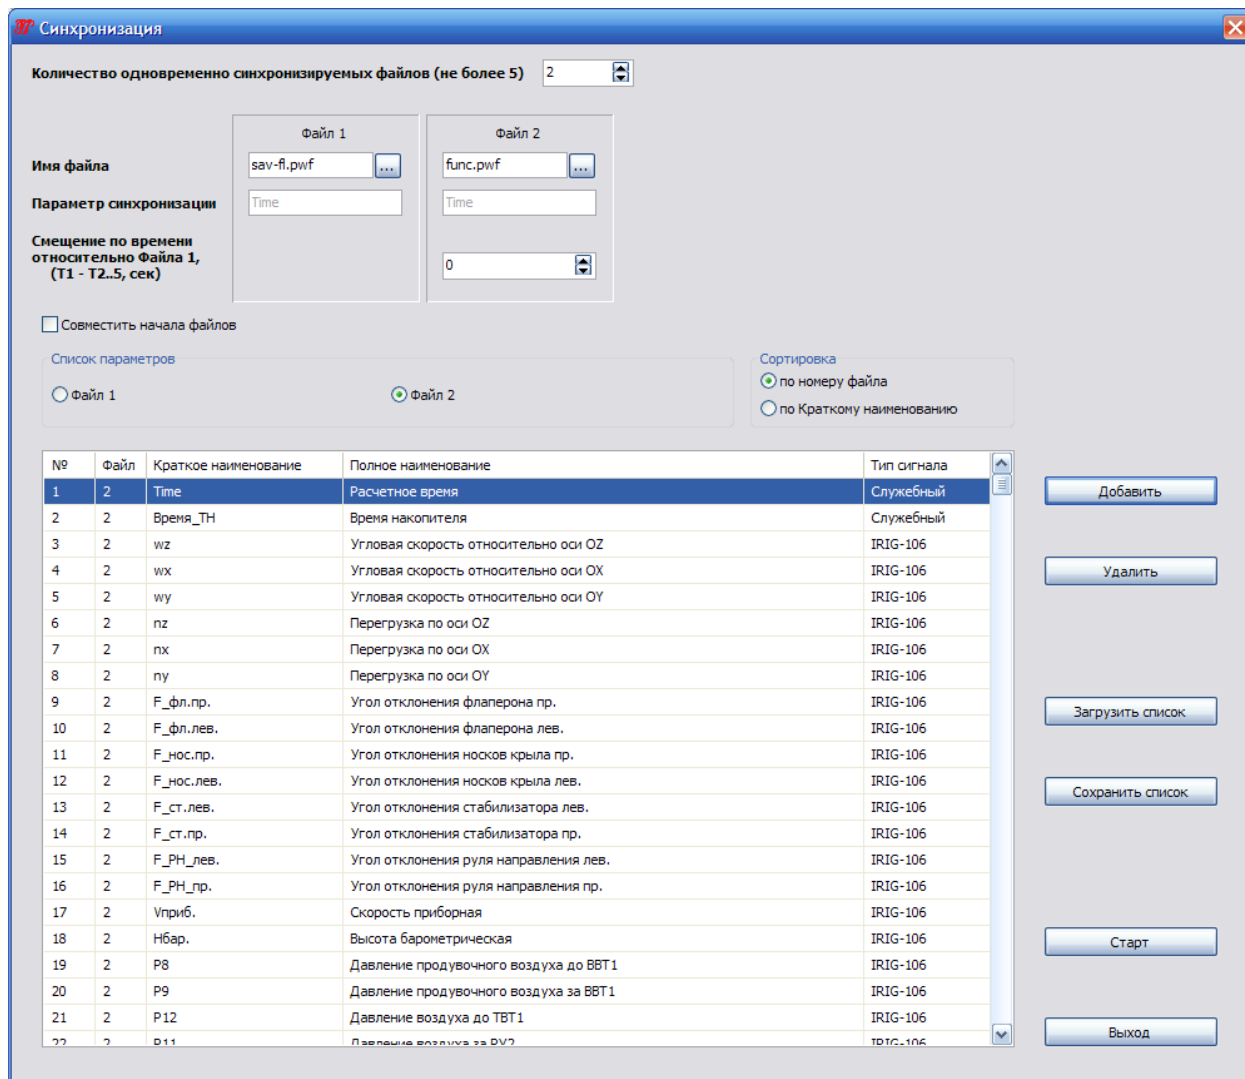 Синхронизация
Количество одновременно синхронизируемых файлов (не более 5) 2
Файл 1 Файл 2
Имя файла sav-fl.pwf ... func.pwf ...
Параметр синхронизации Time Time
Смещение по времени
относительно Файла 1,
(T1 - T2..5, сек) 0
Совместить начала файлов
Список параметров Сортировка
Файл 1 Файл 2 по номеру файла
по Краткому наименованию
№ Файл Краткое наименование Полное наименование Тип сигнала
1 2 Time Расчетное время Служебный Добавить
2 2 Время_ТН Время накопителя Служебный
3 2 wz Угловая скорость относительно оси OZ IRIG-106
4 2 wx Угловая скорость относительно оси OX IRIG-106 Удалить
5 2 wy Угловая скорость относительно оси OY IRIG-106
6 2 nz Перегрузка по оси OZ IRIG-106
7 2 nx Перегрузка по оси OX IRIG-106
8 2 ny Перегрузка по оси OY IRIG-106
9 2 F_фл.пр. Угол отклонения флаперона пр. IRIG-106 Загрузить список
10 2 F_фл.лев. Угол отклонения флаперона лев. IRIG-106
11 2 F_нос.пр. Угол отклонения носков крыла пр. IRIG-106
12 2 F_нос.лев. Угол отклонения носков крыла лев. IRIG-106 Сохранить список
13 2 F_ст.лев. Угол отклонения стабилизатора лев. IRIG-106
14 2 F_ст.пр. Угол отклонения стабилизатора пр. IRIG-106
15 2 F_РН_лев. Угол отклонения руля направления лев. IRIG-106
16 2 F_РН_пр. Угол отклонения руля направления пр. IRIG-106
17 2 Vприб. Скорость приборная IRIG-106
18 2 Hбар. Высота барометрическая IRIG-106 Старт
19 2 P8 Давление продувочного воздуха до ВВТ1 IRIG-106
20 2 P9 Давление продувочного воздуха за ВВТ1 IRIG-106
21 2 P12 Давление воздуха до ТВТ1 IRIG-106
22 2 P11 Давление воздуха за РУ2 IRIG-106 Выход